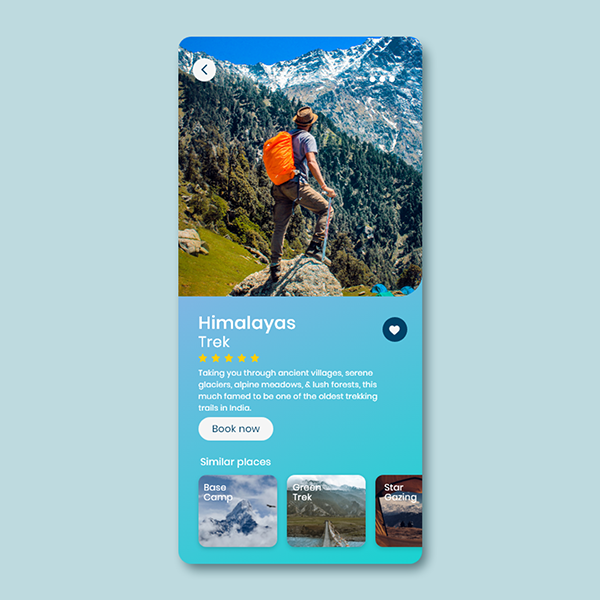 Himalayas
Trek
Taking you through ancient villages, serene
glaciers, alpine meadows, & lush forests, this
much famed to be one of the oldest trekking
trails in India.
Book now
Similar places
Base
Camp
Green
Trek
Star
Gazing